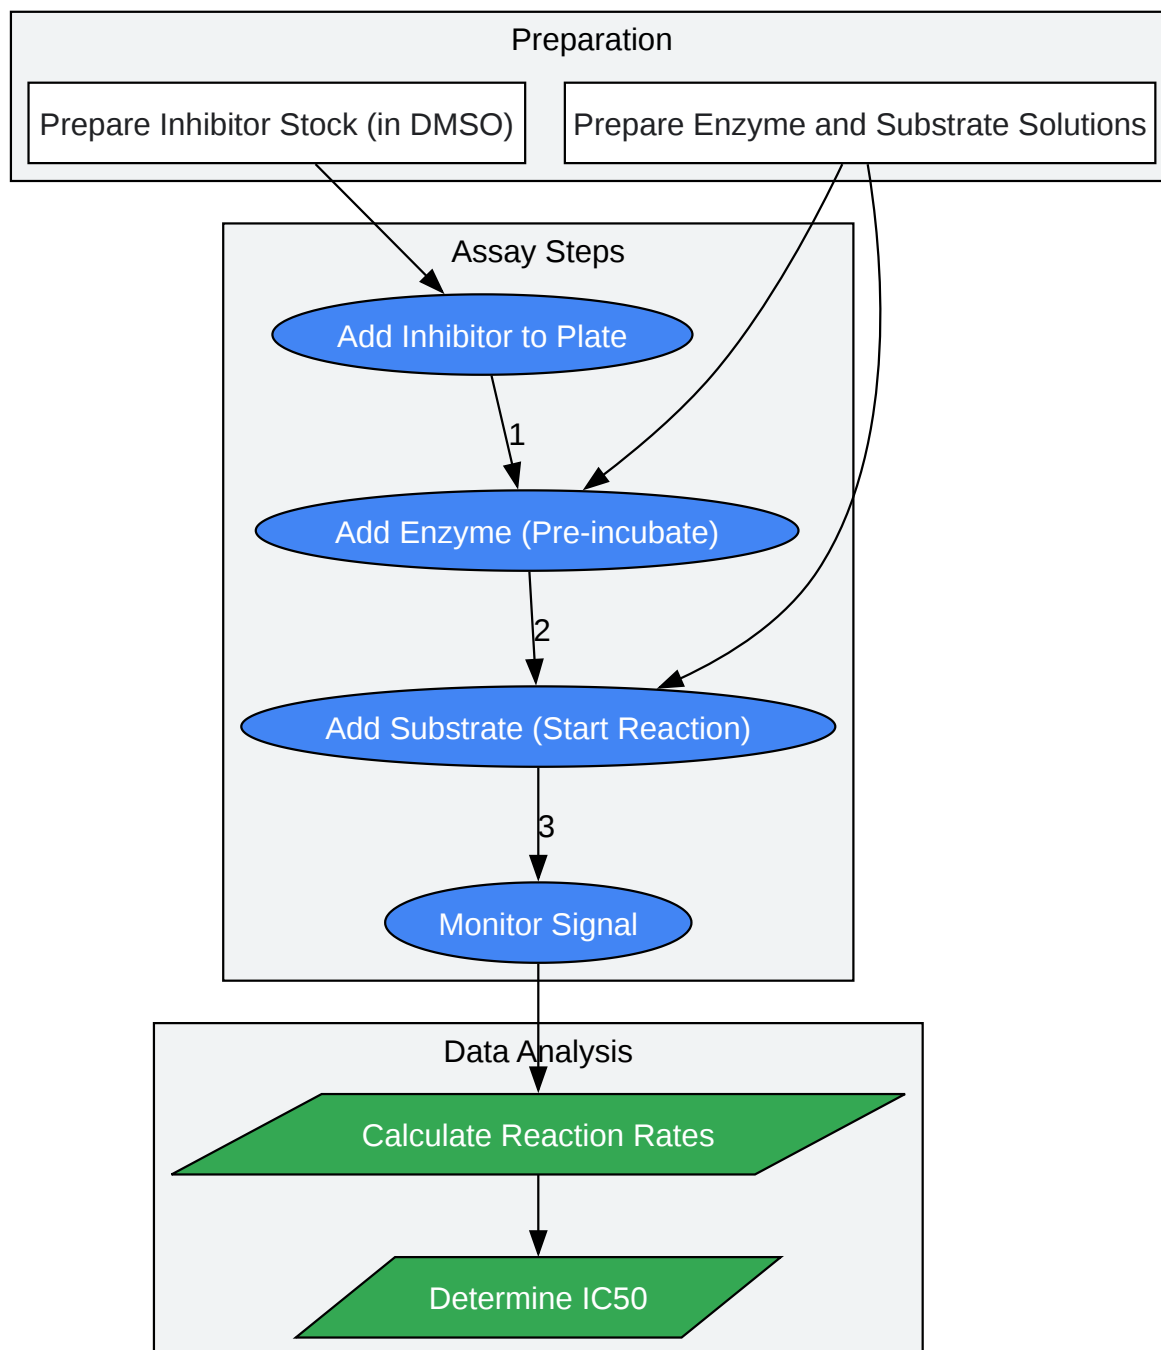 Preparation
Prepare Inhibitor Stock (in DMSO)
Prepare Enzyme and Substrate Solutions
Assay Steps
Add Inhibitor to Plate
1
Add Enzyme (Pre-incubate)
2
Add Substrate (Start Reaction)
3
Monitor Signal
Data Analysis
Calculate Reaction Rates
Determine IC50